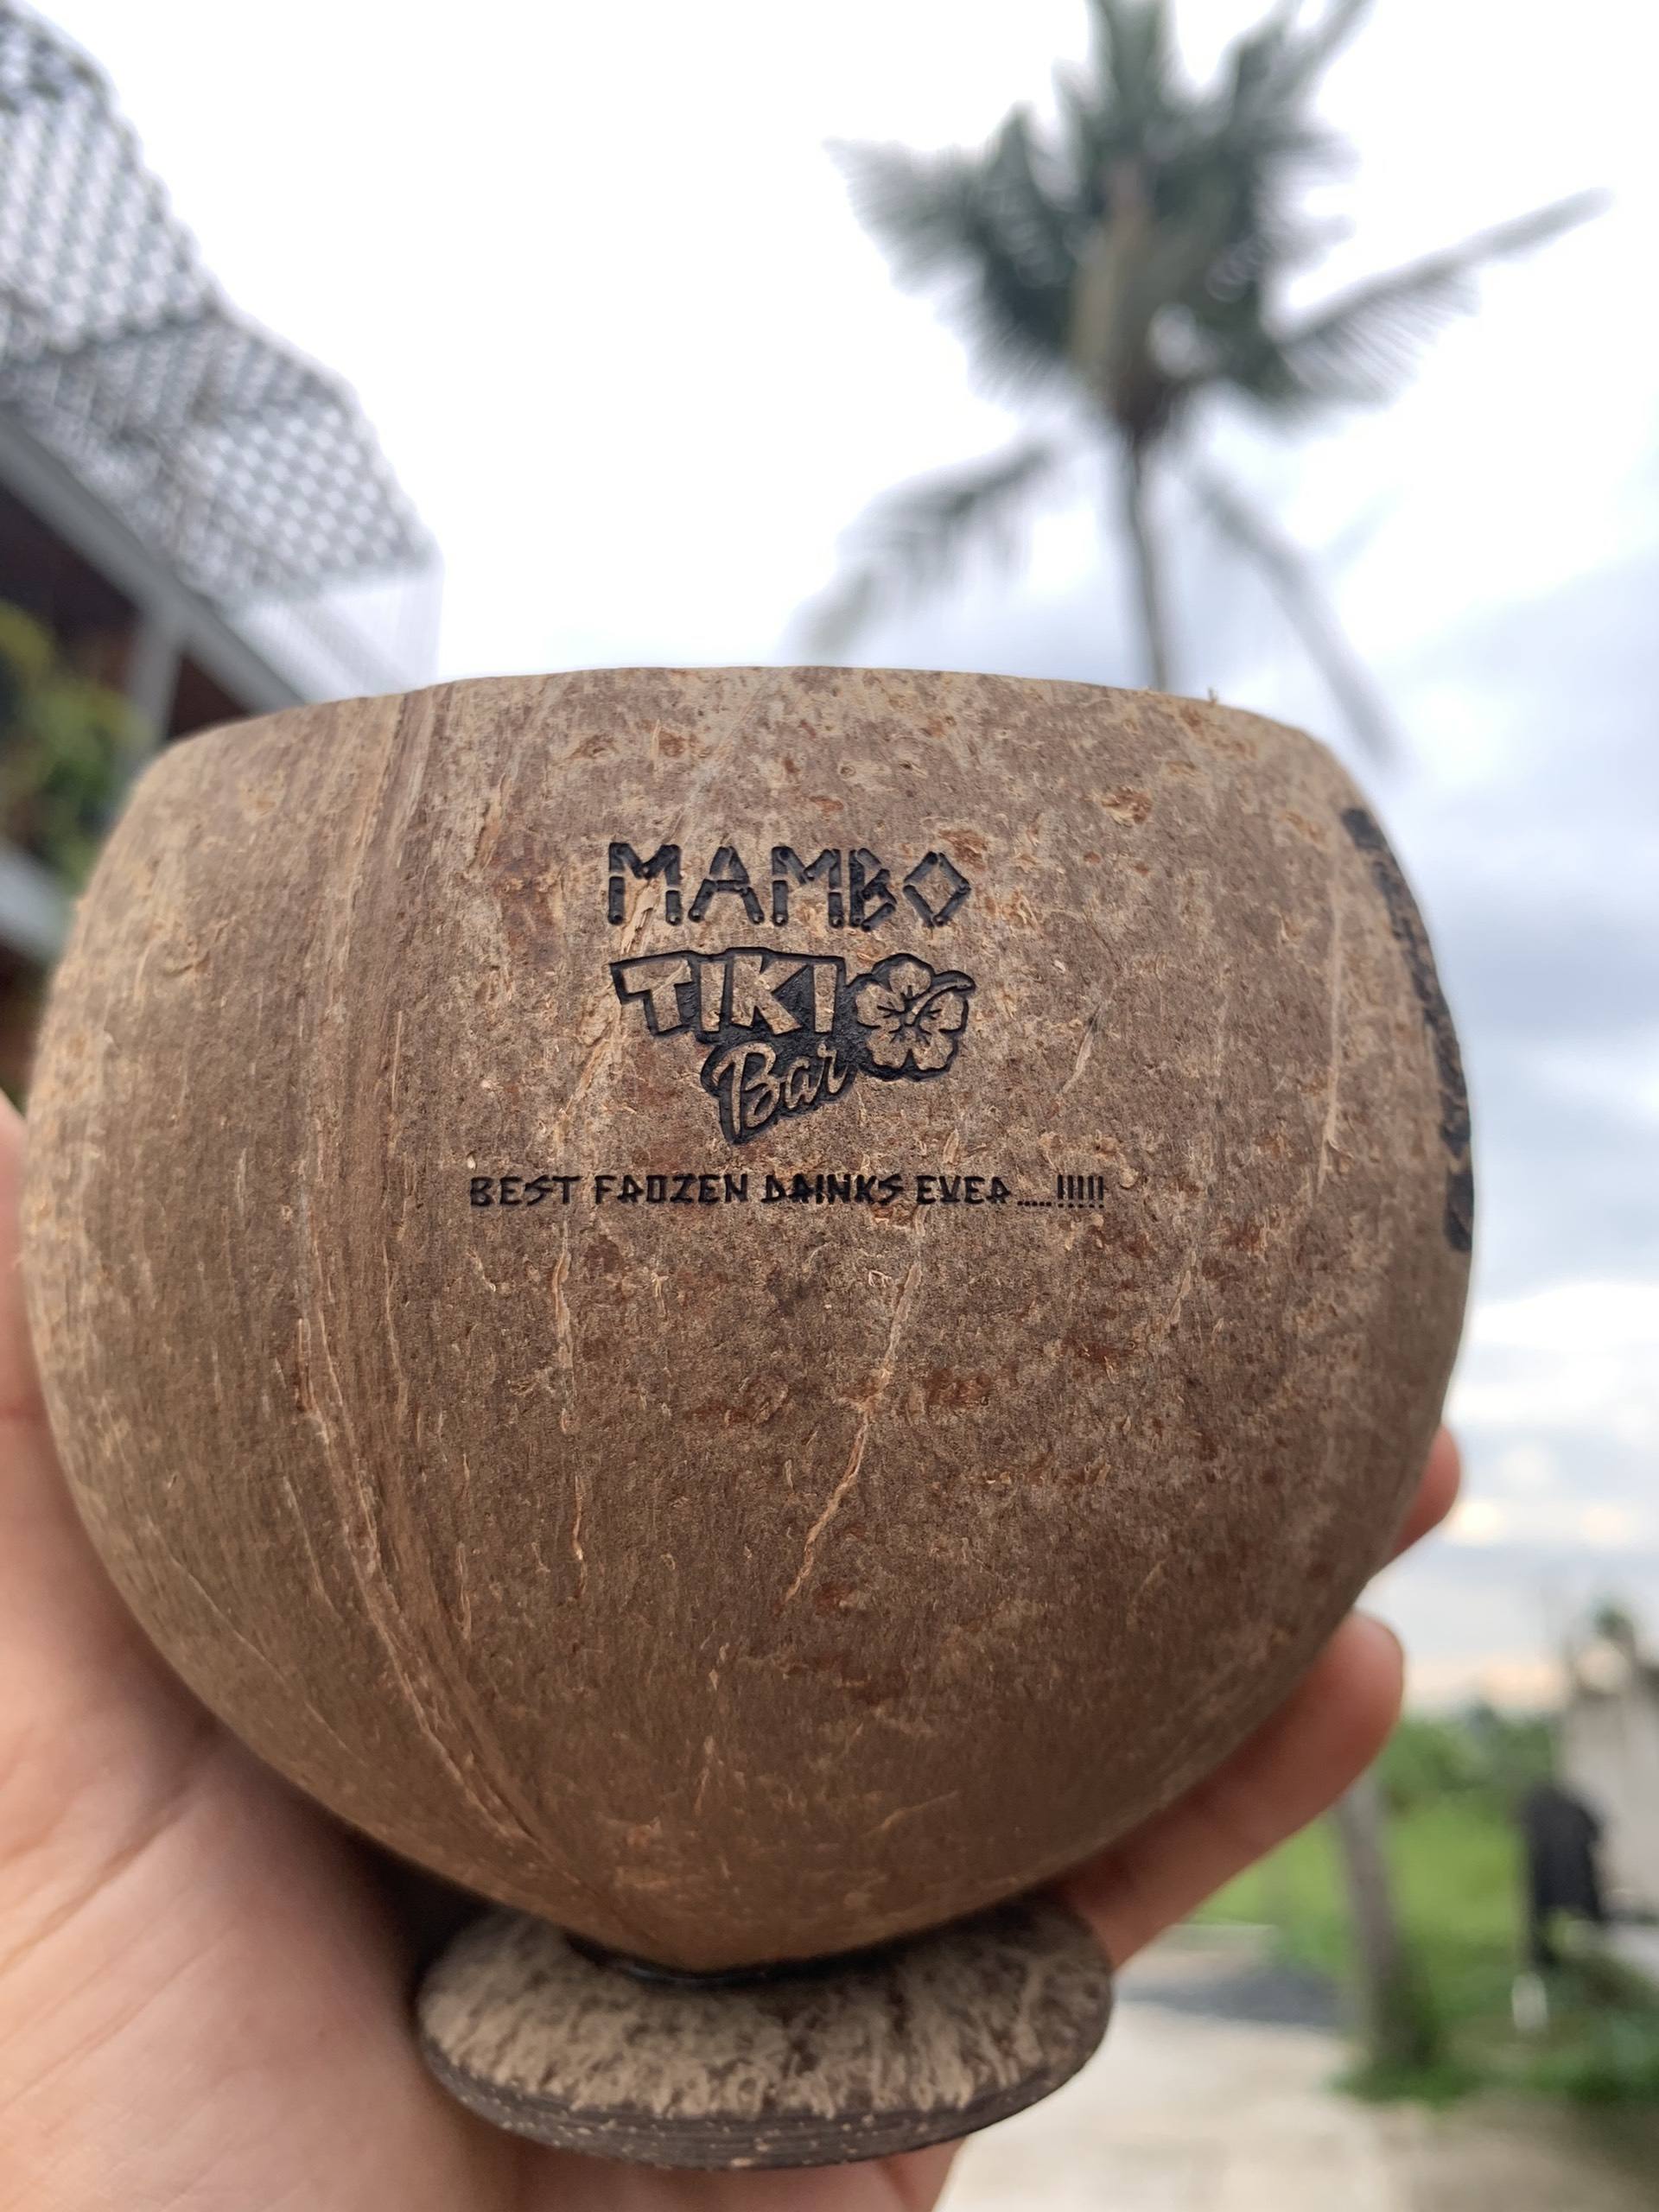 MAMBO
TIKI
Bar
BEST FROZEN DRINKS EVER.....!!!!!